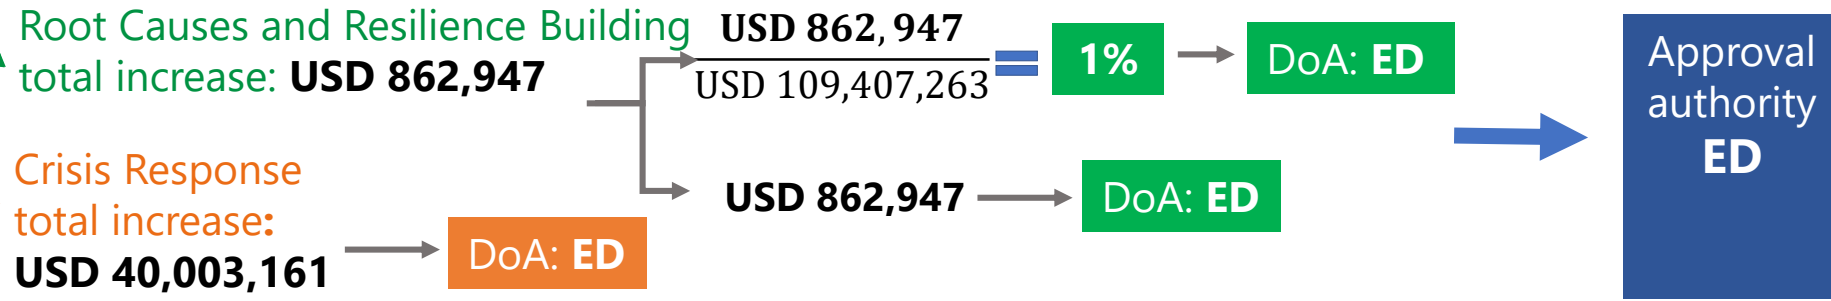 Root Causes and Resilience Building
total increase: USD 862,947
USD 862,947
USD 109,407,263
=
1%
DoA: ED
USD 862,947
DoA: ED
Crisis Response
total increase:
USD 40,003,161
DoA: ED
Approval
authority
ED